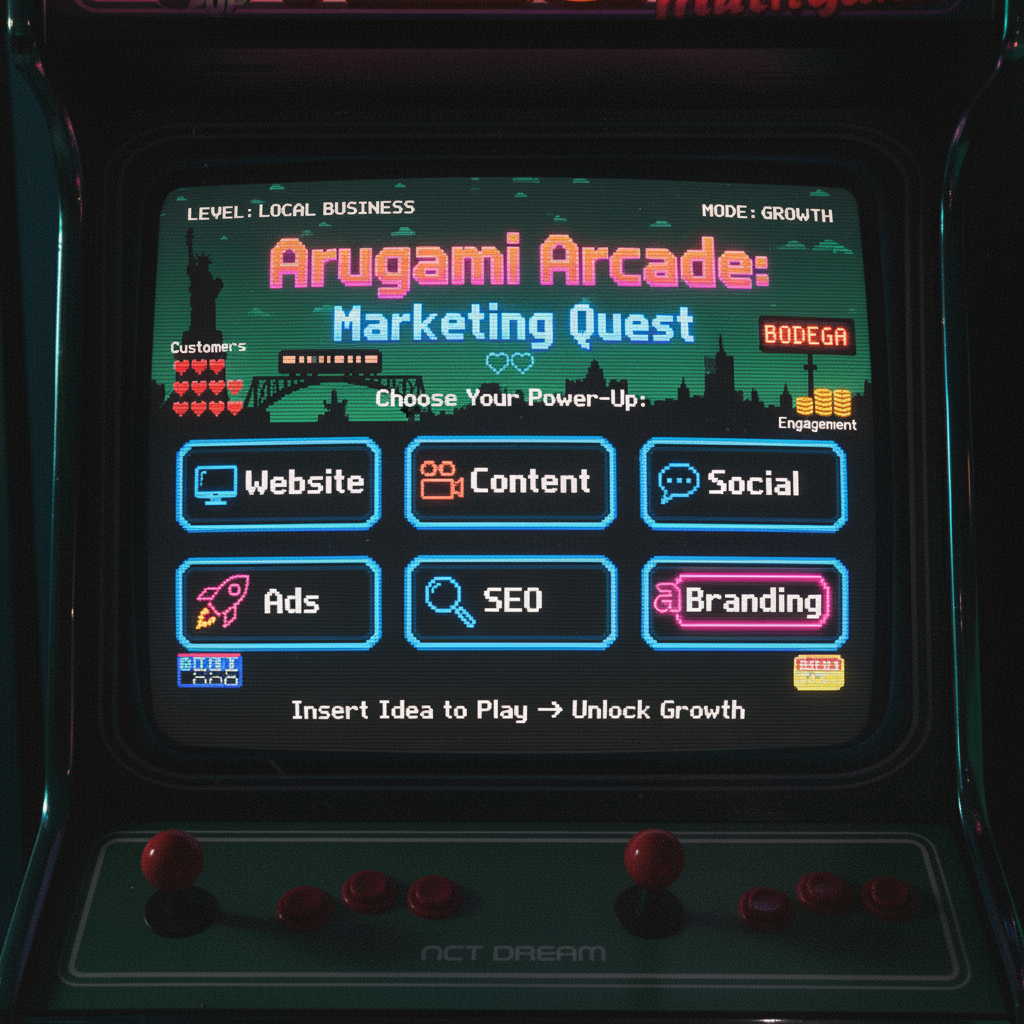 LEVEL: LOCAL BUSINESS
MODE: GROWTH
Arugami Arcade:
Marketing Quest
BODEGA
Customers
Choose Your Power-Up:
Engagement
Website
Content
Social
Ads
SEO
a Branding
Insert Idea to Play → Unlock Growth
NCT DREAM